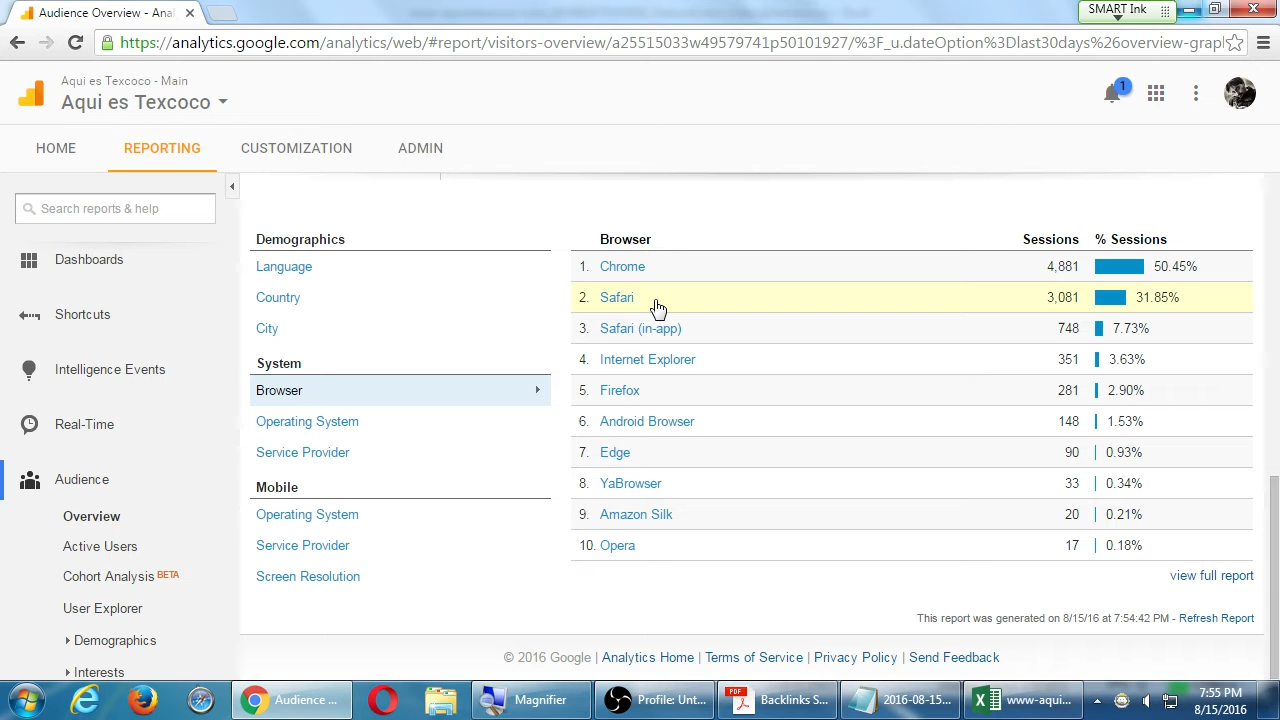 Audience Overview - Ana
SMART Ink
https://analytics.google.com/analytics/web/#report/visitors-overview/a25515033w49579741p50101927/%3F_u.dateOption%3Dlast30days%26overview-grapl
Aqui es Texcoco - Main
Aqui es Texcoco
1
HOME
REPORTING
CUSTOMIZATION
ADMIN
Search reports & help
Dashboards
Shortcuts
Intelligence Events
Real-Time
Audience
Overview
Active Users
Cohort Analysis BETA
User Explorer
Demographics
Interests
Demographics
Language
Country
City
System
Browser
Operating System
Service Provider
Mobile
Operating System
Service Provider
Screen Resolution
Browser Sessions % Sessions
1. Chrome 4,881 50.45%
2. Safari 3,081 31.85%
3. Safari (in-app) 748 7.73%
4. Internet Explorer 351 3.63%
5. Firefox 281 2.90%
6. Android Browser 148 1.53%
7. Edge 90 0.93%
8. YaBrowser 33 0.34%
9. Amazon Silk 20 0.21%
10. Opera 17 0.18%
view full report
This report was generated on 8/15/16 at 7:54:42 PM - Refresh Report
© 2016 Google | Analytics Home | Terms of Service | Privacy Policy | Send Feedback
Audience ...
Magnifier
Profile: Unt...
PDF
Backlinks S...
2016-08-15...
www-aqui...
7:55 PM
8/15/2016